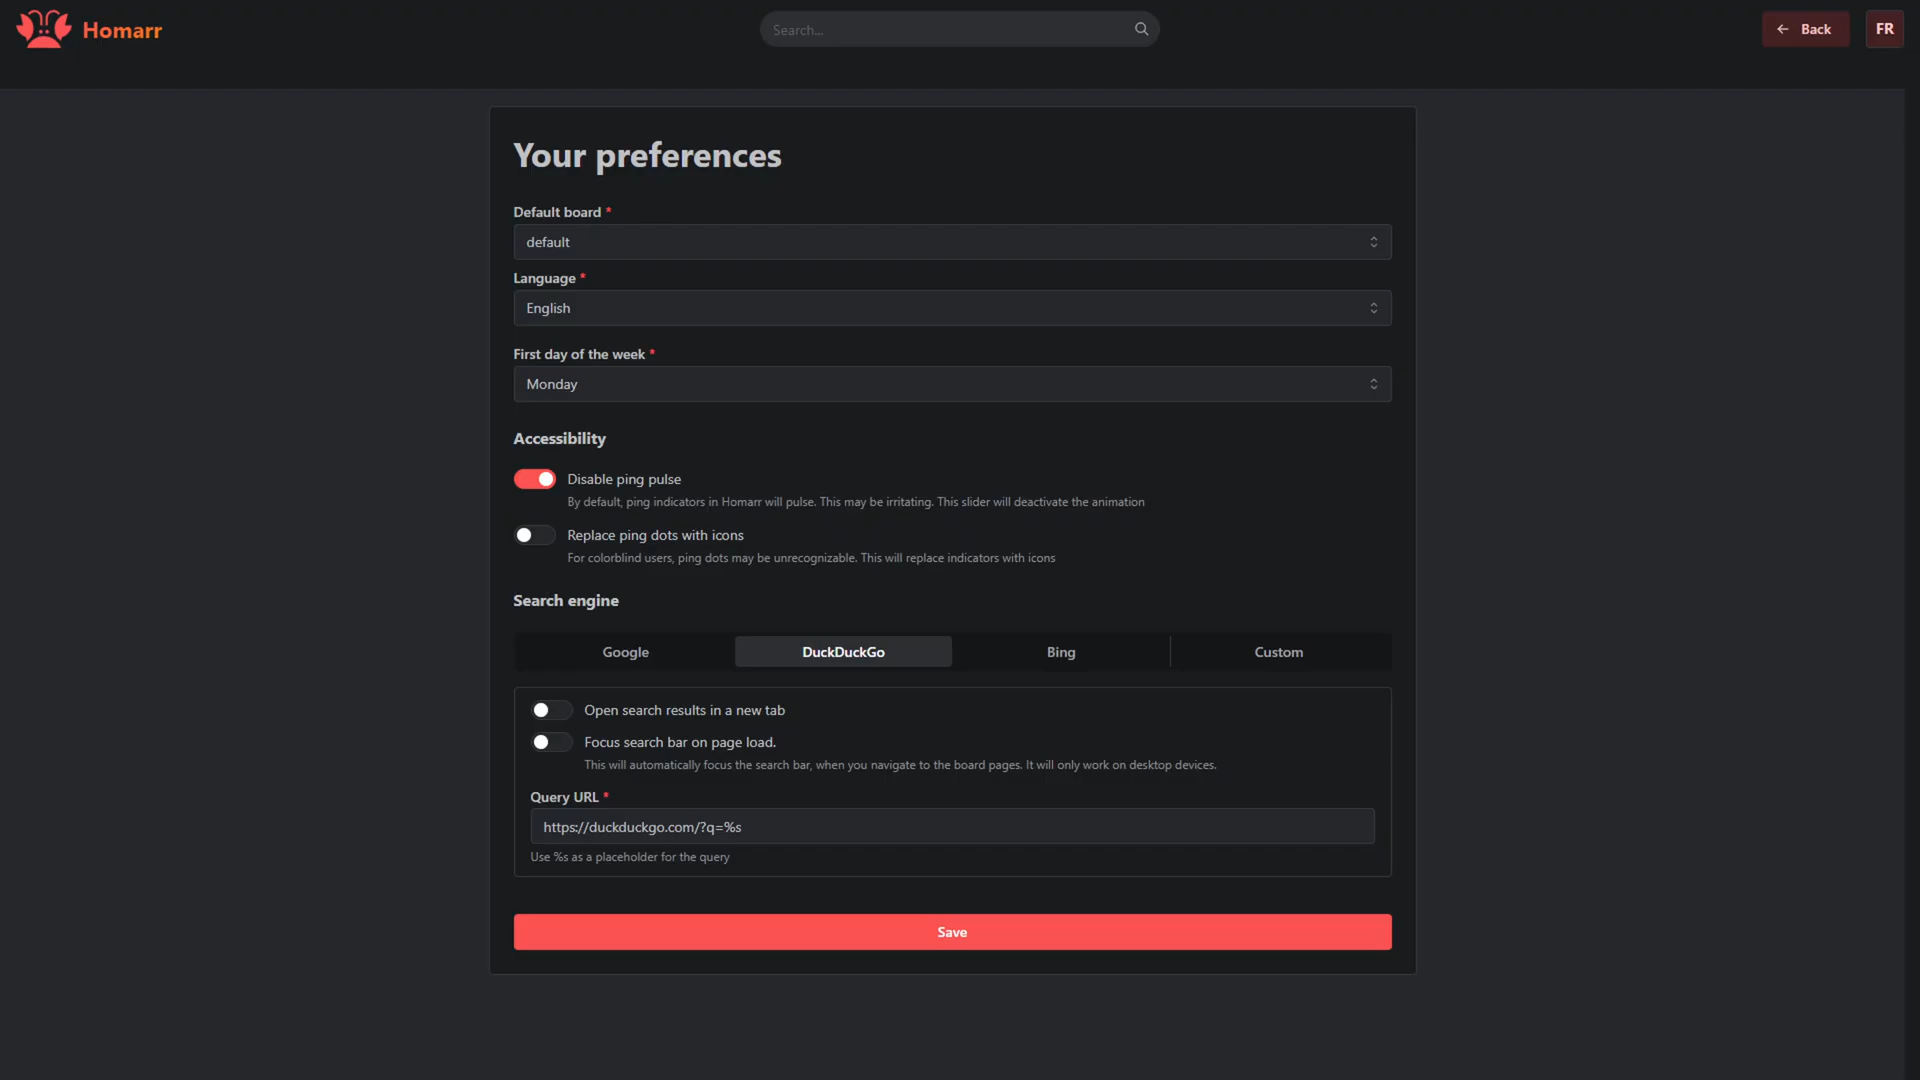 Homarr
Search...
Back
FR
Your preferences
Default board *
default
Language *
English
First day of the week *
Monday
Accessibility
Disable ping pulse
By default, ping indicators in Homarr will pulse. This may be irritating. This slider will deactivate the animation
Replace ping dots with icons
For colorblind users, ping dots may be unrecognizable. This will replace indicators with icons
Search engine
Google DuckDuckGo Bing Custom
Open search results in a new tab
Focus search bar on page load.
This will automatically focus the search bar, when you navigate to the board pages. It will only work on desktop devices.
Query URL *
https://duckduckgo.com/?q=%s
Use %s as a placeholder for the query
Save